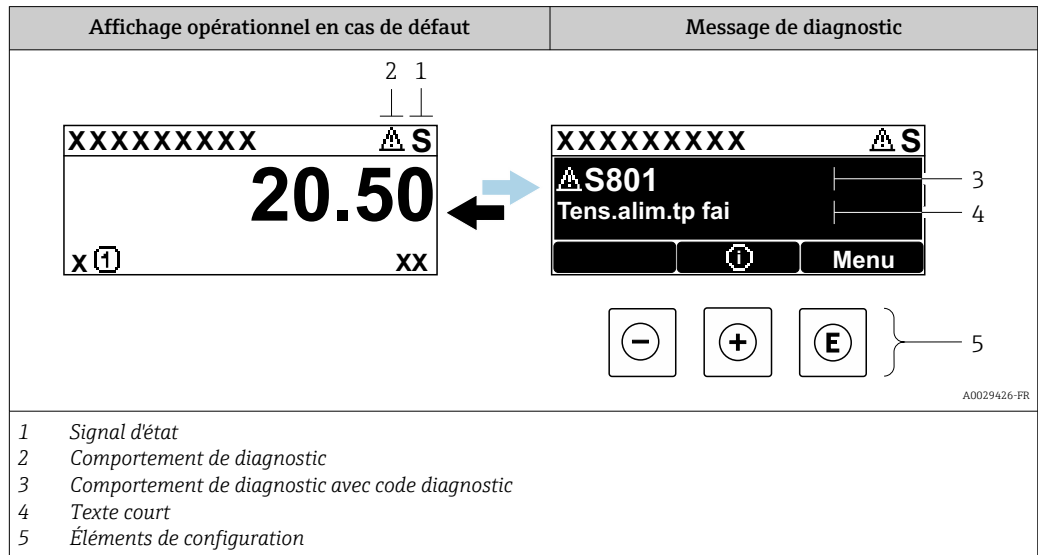 Affichage opérationnel en cas de défaut
Message de diagnostic
2 1
XXXXXXXXX ⚠ S
20.50
x ① xx
XXXXXXXXX ⚠ S
⚠S801
Tens.alim.tp fai
ⓘ Menu
3
4
− + E
5
A0029426-FR
1 Signal d'état
2 Comportement de diagnostic
3 Comportement de diagnostic avec code diagnostic
4 Texte court
5 Éléments de configuration